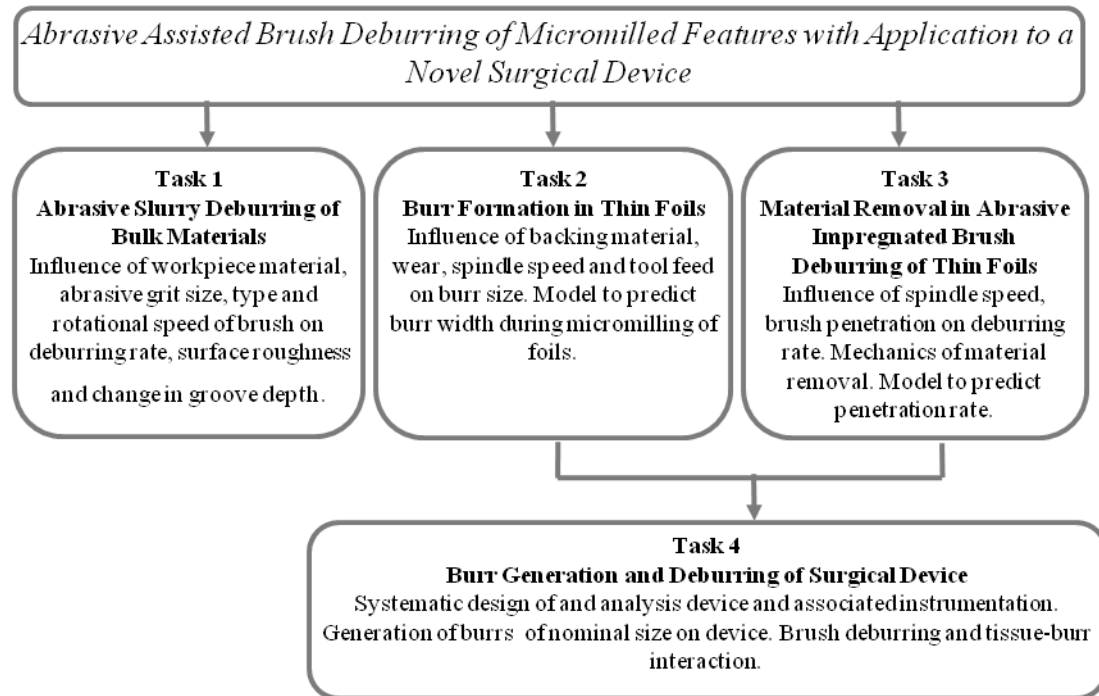 Abrasive Assisted Brush Deburring of Micromilled Features with Application to a
Novel Surgical Device
Task 1
Abrasive Slurry Deburring of
Bulk Materials
Influence of workpiece material,
abrasive grit size, type and
rotational speed of brush on
deburring rate, surface roughness
and change in groove depth.
Task 2
Burr Formation in Thin Foils
Influence of backing material,
wear, spindle speed and tool feed
on burr size. Model to predict
burr width during micromilling of
foils.
Task 3
Material Removal in Abrasive
Impregnated Brush
Deburring of Thin Foils
Influence of spindle speed,
brush penetration on deburring
rate. Mechanics of material
removal. Model to predict
penetration rate.
Task 4
Burr Generation and Deburring of Surgical Device
Systematic design of and analysis device and associated instrumentation.
Generation of burrs of nominal size on device. Brush deburring and tissue-burr
interaction.